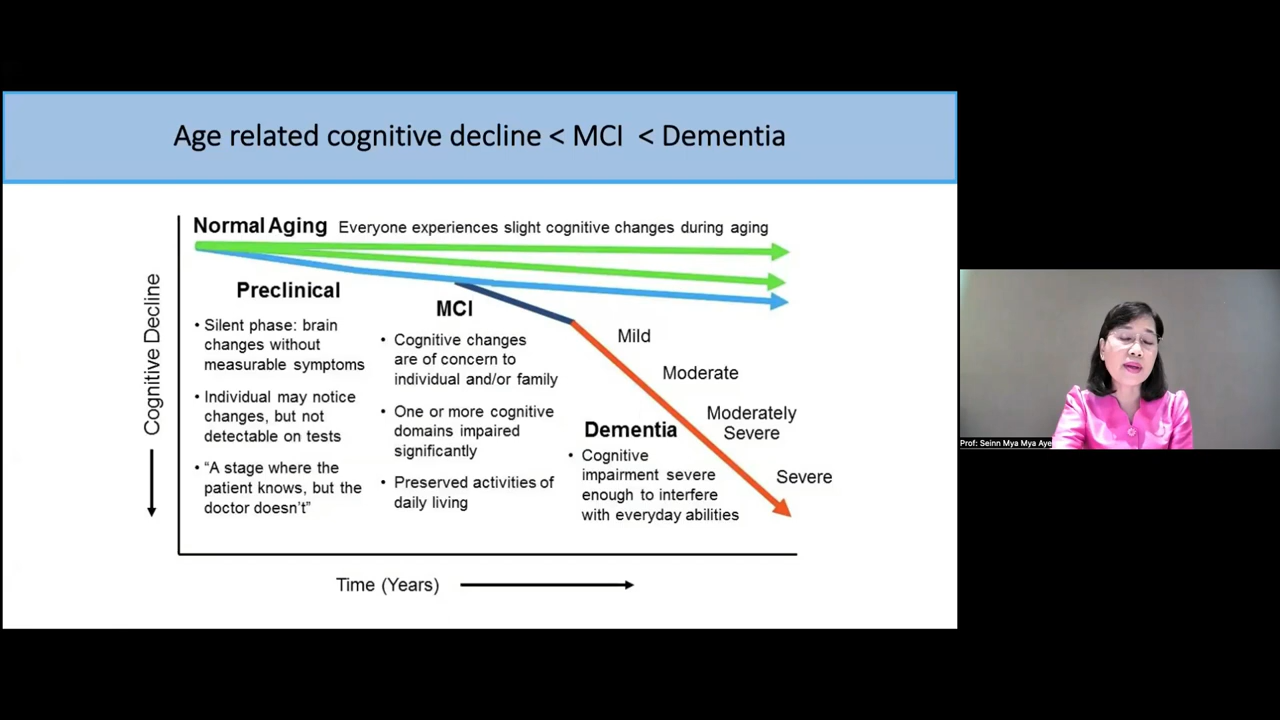 Age related cognitive decline < MCI < Dementia
Normal Aging Everyone experiences slight cognitive changes during aging
Cognitive Decline
Preclinical
• Silent phase: brain
changes without
measurable symptoms
• Individual may notice
changes, but not
detectable on tests
• “A stage where the
patient knows, but the
doctor doesn’t”
MCI
• Cognitive changes
are of concern to
individual and/or family
• One or more cognitive
domains impaired
significantly
• Preserved activities of
daily living
Mild
Moderate
Moderately
Severe
Severe
Dementia
• Cognitive
impairment severe
enough to interfere
with everyday abilities
Time (Years)
Prof: Seinn Mya Mya Aye